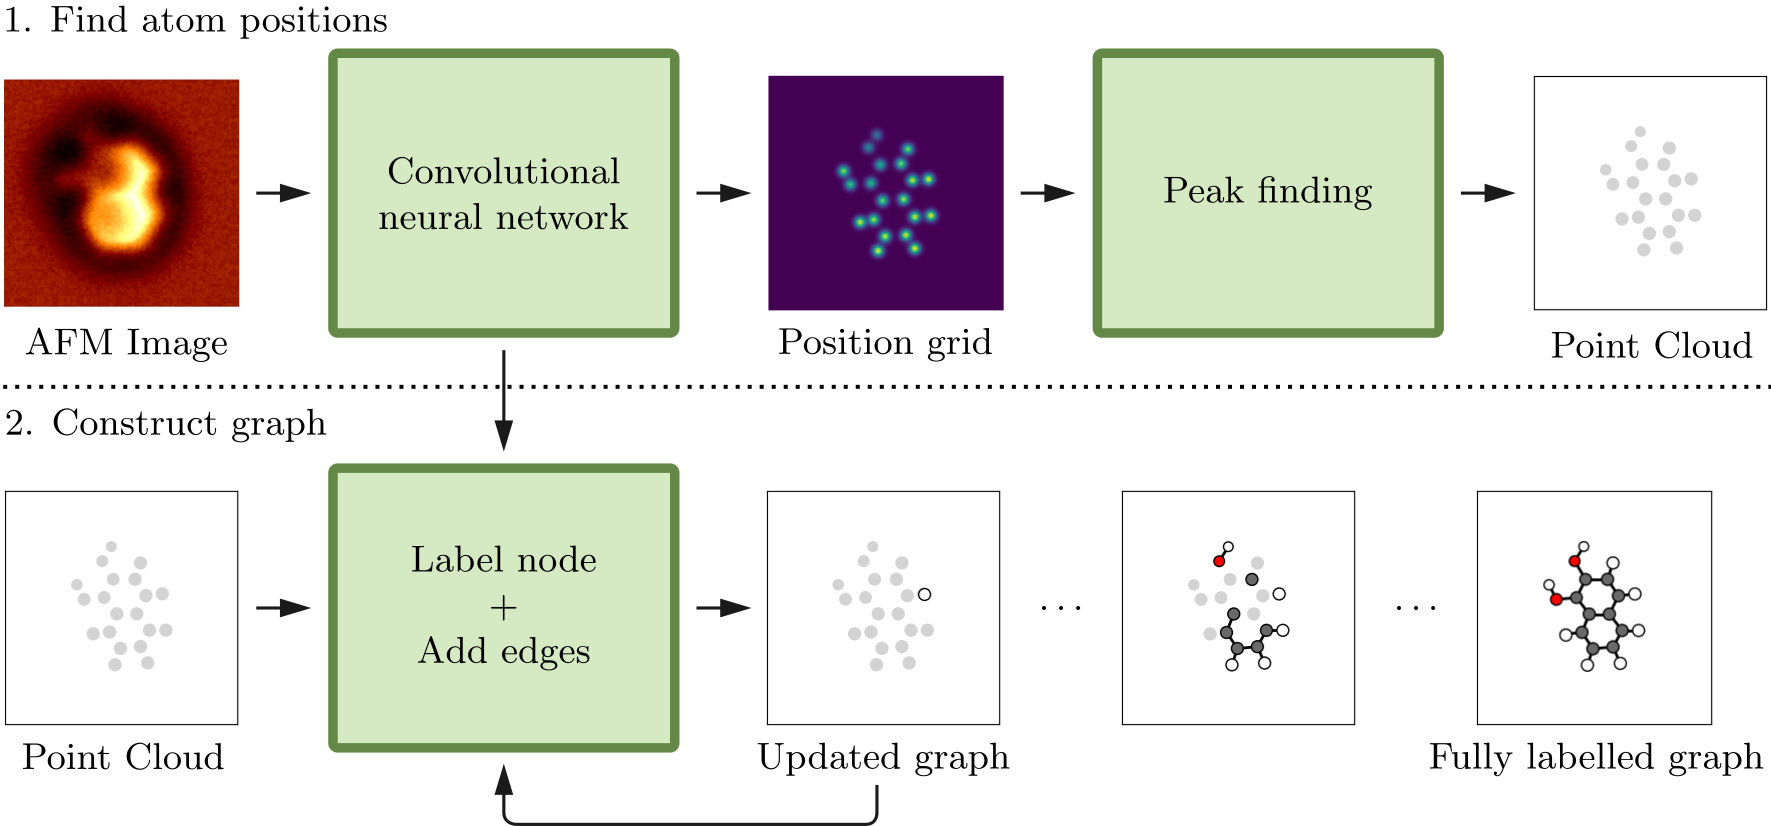 1. Find atom positions
Convolutional
neural network
Peak finding
AFM Image
Position grid
Point Cloud
2. Construct graph
Label node
+
Add edges
. . .
. . .
Point Cloud
Updated graph
Fully labelled graph